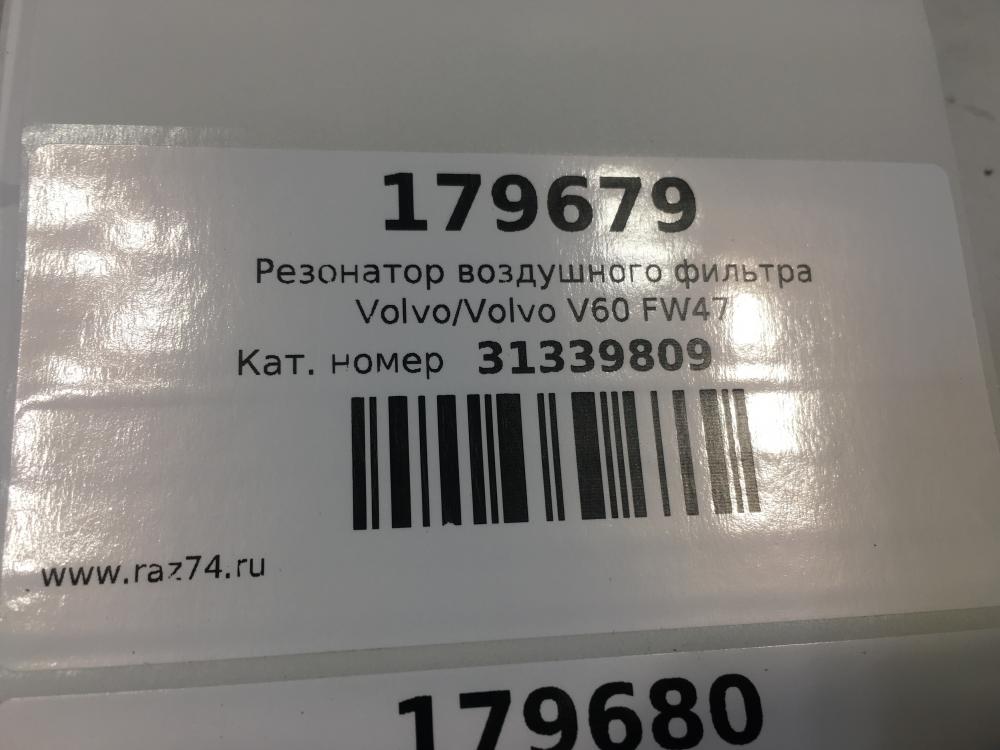 179679
Резонатор воздушного фильтра
Volvo/Volvo V60 FW47
Кат. номер 31339809
www.raz74.ru
179680